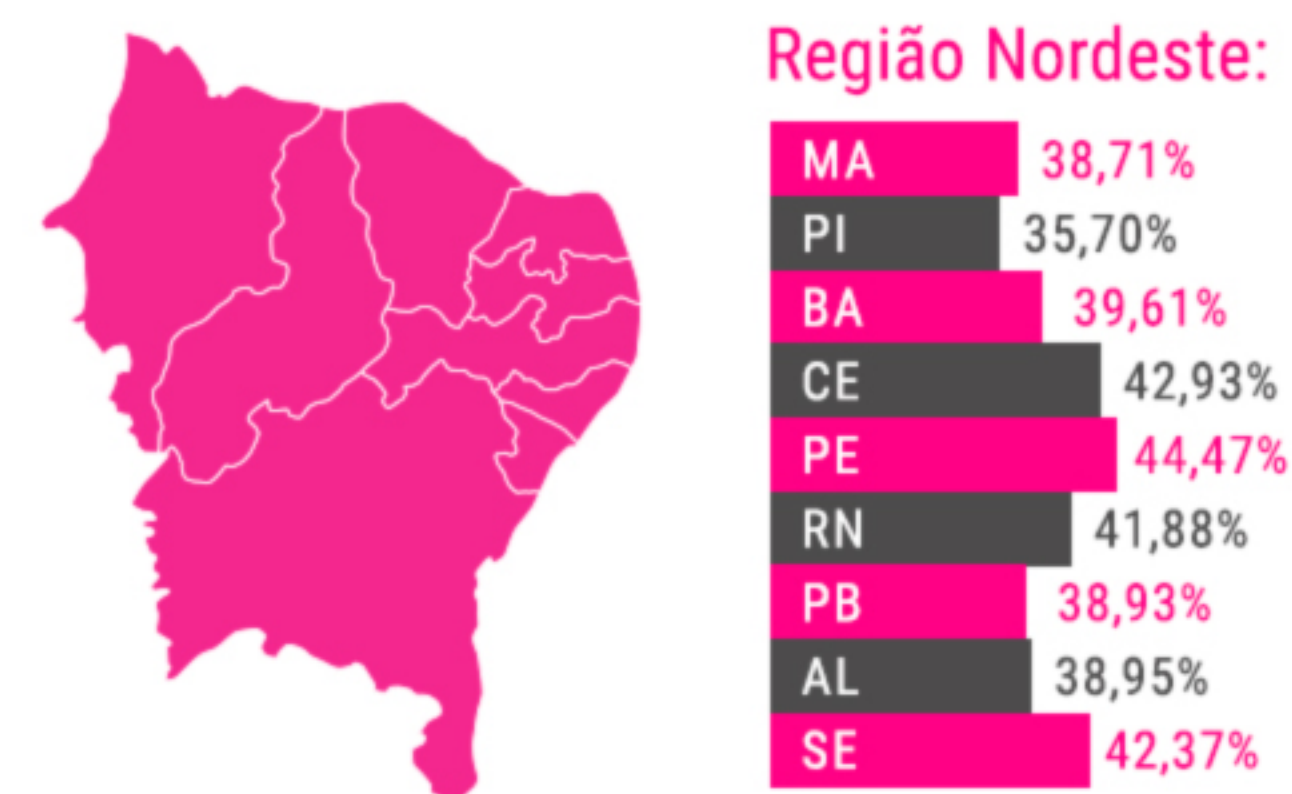 Região Nordeste:
MA 38,71%
PI 35,70%
BA 39,61%
CE 42,93%
PE 44,47%
RN 41,88%
PB 38,93%
AL 38,95%
SE 42,37%